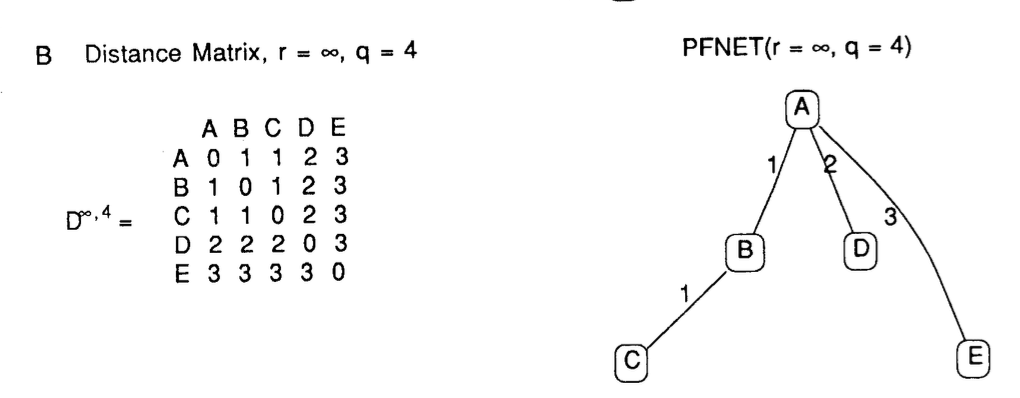 B Distance Matrix, r = ∞, q = 4
A B C D E
A 0 1 1 2 3
B 1 0 1 2 3
D∞,4 = C 1 1 0 2 3
D 2 2 2 0 3
E 3 3 3 3 0
PFNET(r = ∞, q = 4)
A
1 2
3
B D
1
C E